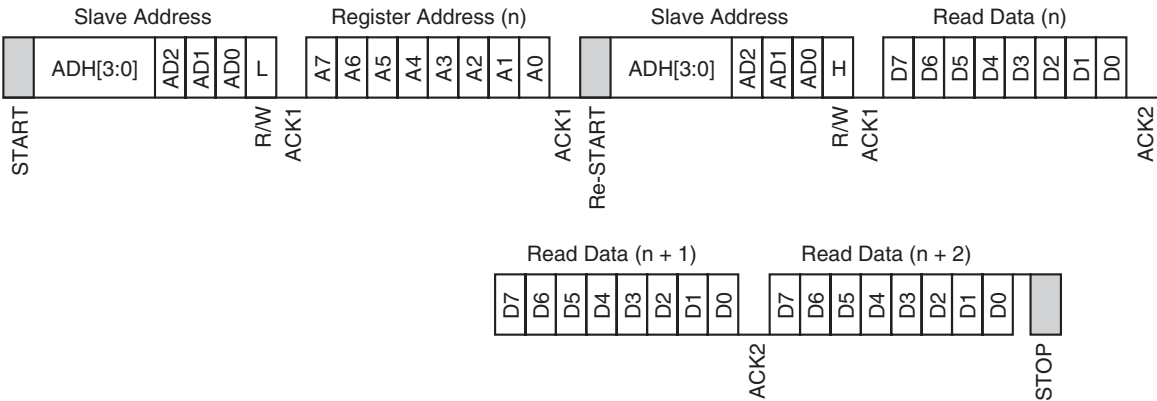 Slave Address Register Address (n) Slave Address Read Data (n)
ADH[3:0] AD2 AD1 AD0 L A7 A6 A5 A4 A3 A2 A1 A0 ADH[3:0] AD2 AD1 AD0 H D7 D6 D5 D4 D3 D2 D1 D0
START R/W ACK1 ACK1 Re-START R/W ACK1 ACK2
Read Data (n + 1) Read Data (n + 2)
D7 D6 D5 D4 D3 D2 D1 D0 D7 D6 D5 D4 D3 D2 D1 D0
ACK2 STOP